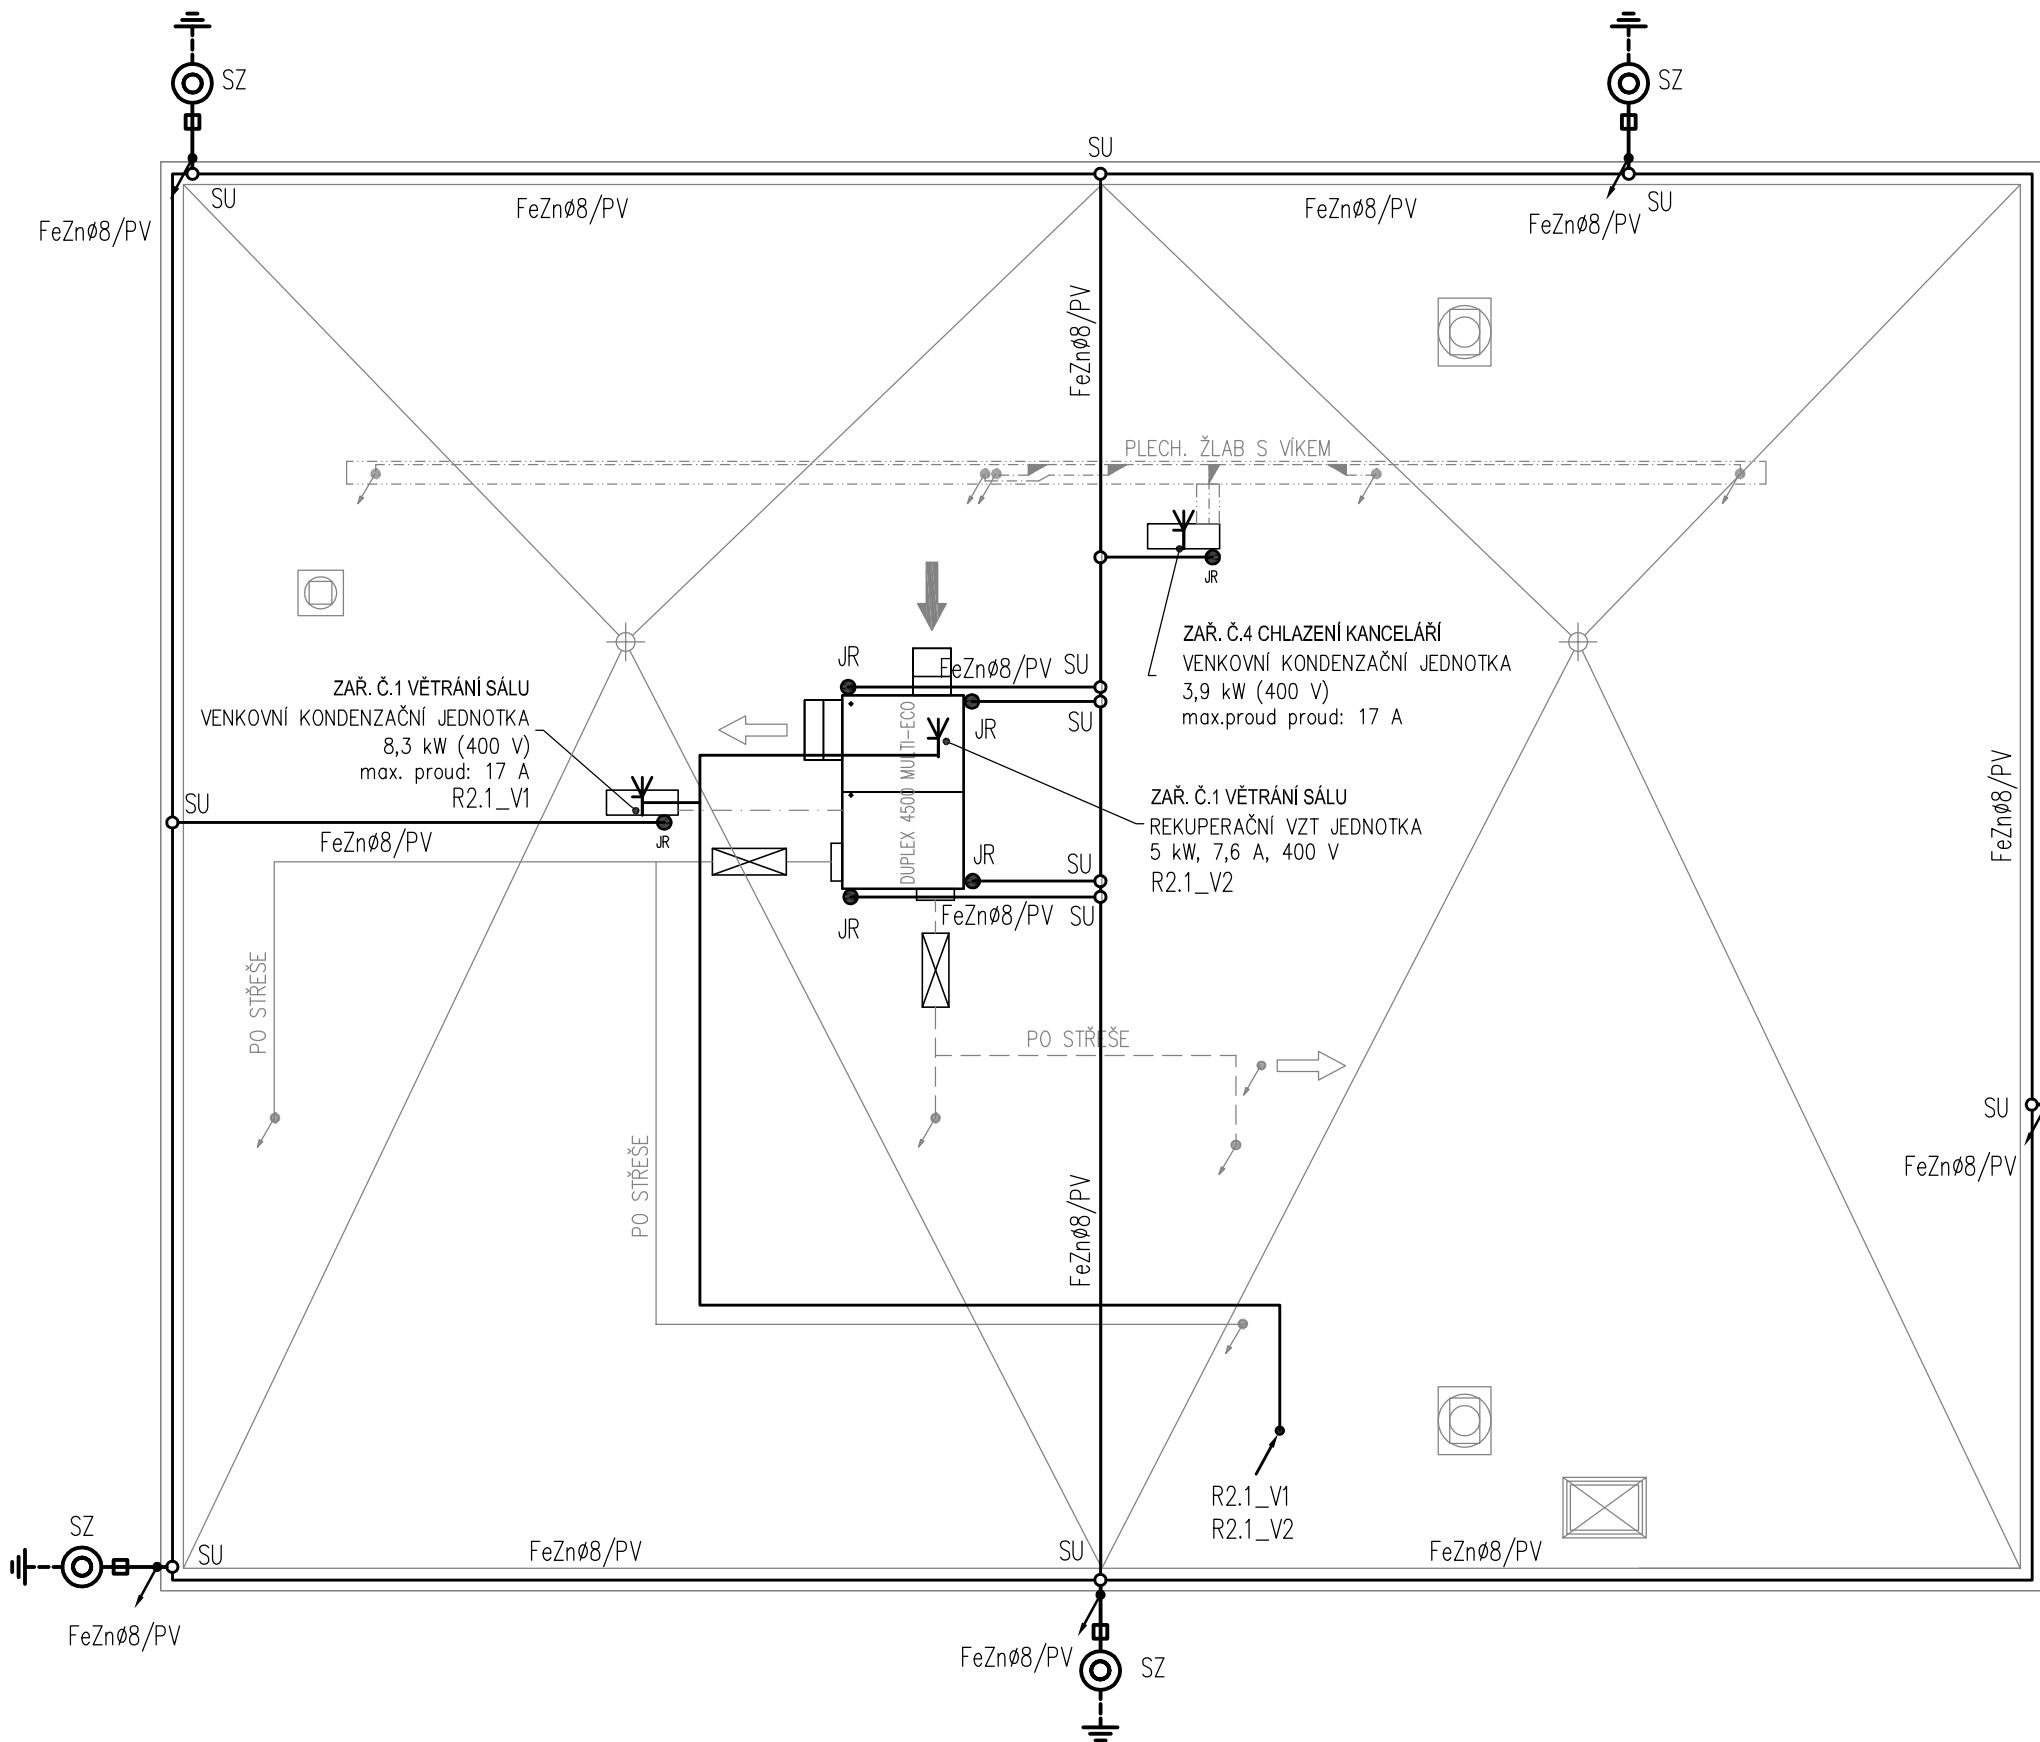 SZ
SZ
SU
SU
FeZnø8/PV
FeZnø8/PV
FeZnø8/PV
SU
FeZnø8/PV
FeZnø8/PV
FeZnø8/PV
PLECH. ŽLAB S VÍKEM
JR
ZAŘ. Č.4 CHLAZENÍ KANCELÁŘÍ
VENKOVNÍ KONDENZAČNÍ JEDNOTKA
3,9 kW (400 V)
max.proud proud: 17 A
JR
FeZnø8/PV
SU
ZAŘ. Č.1 VĚTRÁNÍ SÁLU
VENKOVNÍ KONDENZAČNÍ JEDNOTKA
8,3 kW (400 V)
max. proud: 17 A
R2.1_V1
JR
SU
DUPLEX 4500 MULTI-ECO
SU
FeZnø8/PV
JR
ZAŘ. Č.1 VĚTRÁNÍ SÁLU
REKUPERAČNÍ VZT JEDNOTKA
5 kW, 7,6 A, 400 V
R2.1_V2
FeZnø8/PV
JR
SU
JR
FeZnø8/PV
SU
PO STŘEŠE
PO STŘEŠE
PO STŘEŠE
SU
FeZnø8/PV
FeZnø8/PV
R2.1_V1
R2.1_V2
SZ
SU
FeZnø8/PV
SU
FeZnø8/PV
FeZnø8/PV
FeZnø8/PV
SZ